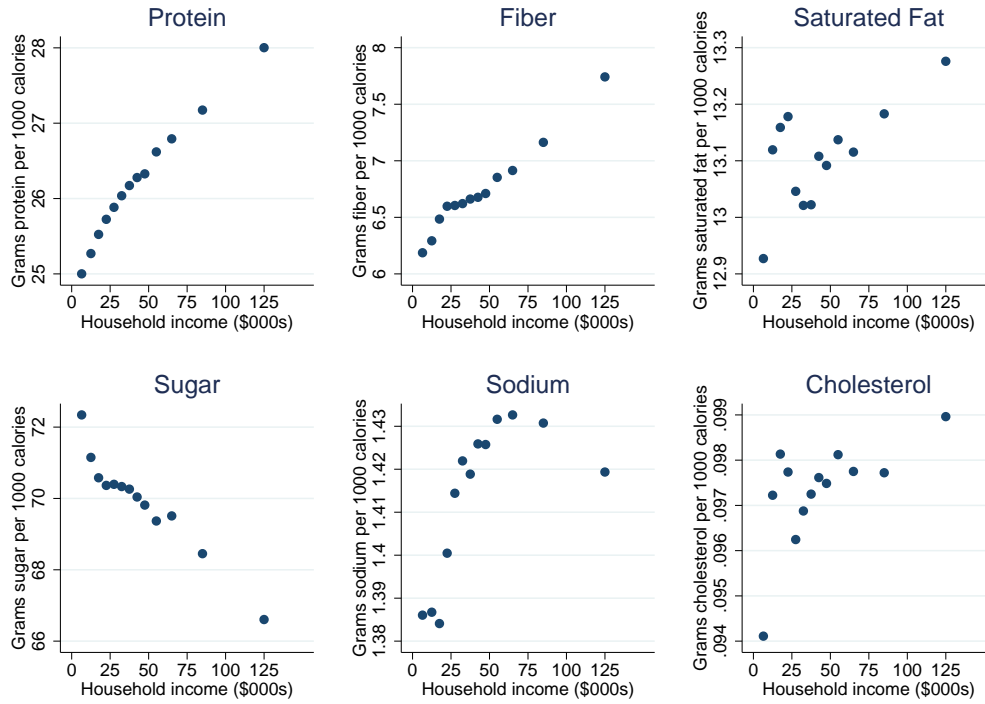 Protein
Grams protein per 1000 calories
28
27
26
25
0 25 50 75 100 125
Household income ($000s)
Fiber
Grams fiber per 1000 calories
8
7.5
7
6.5
6
0 25 50 75 100 125
Household income ($000s)
Saturated Fat
Grams saturated fat per 1000 calories
13.3
13.2
13.1
13
12.9
0 25 50 75 100 125
Household income ($000s)
Sugar
Grams sugar per 1000 calories
72
70
68
66
0 25 50 75 100 125
Household income ($000s)
Sodium
Grams sodium per 1000 calories
1.43
1.42
1.41
1.4
1.39
1.38
0 25 50 75 100 125
Household income ($000s)
Cholesterol
Grams cholesterol per 1000 calories
.099
.098
.097
.096
.095
.094
0 25 50 75 100 125
Household income ($000s)